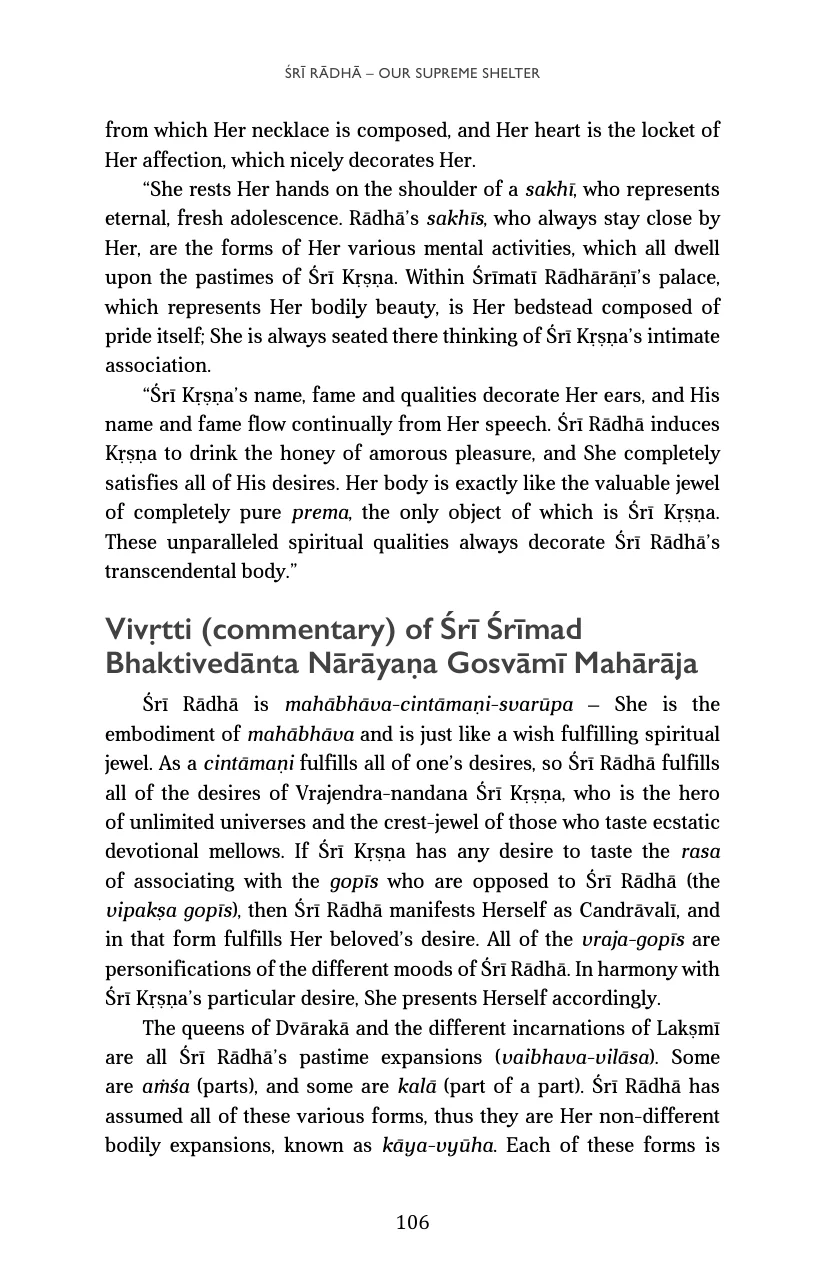 ŚRĪ RĀDHĀ – OUR SUPREME SHELTER
from which Her necklace is composed, and Her heart is the locket of
Her affection, which nicely decorates Her.
“She rests Her hands on the shoulder of a sakhī, who represents
eternal, fresh adolescence. Rādhā’s sakhīs, who always stay close by
Her, are the forms of Her various mental activities, which all dwell
upon the pastimes of Śrī Kṛṣṇa. Within Śrīmatī Rādhārāṇī’s palace,
which represents Her bodily beauty, is Her bedstead composed of
pride itself; She is always seated there thinking of Śrī Kṛṣṇa’s intimate
association.
“Śrī Kṛṣṇa’s name, fame and qualities decorate Her ears, and His
name and fame flow continually from Her speech. Śrī Rādhā induces
Kṛṣṇa to drink the honey of amorous pleasure, and She completely
satisfies all of His desires. Her body is exactly like the valuable jewel
of completely pure prema, the only object of which is Śrī Kṛṣṇa.
These unparalleled spiritual qualities always decorate Śrī Rādhā’s
transcendental body.”
Vivṛtti (commentary) of Śrī Śrīmad
Bhaktivedānta Nārāyaṇa Gosvāmī Mahārāja
Śrī Rādhā is mahābhāva-cintāmaṇi-svarūpa – She is the
embodiment of mahābhāva and is just like a wish fulfilling spiritual
jewel. As a cintāmaṇi fulfills all of one’s desires, so Śrī Rādhā fulfills
all of the desires of Vrajendra-nandana Śrī Kṛṣṇa, who is the hero
of unlimited universes and the crest-jewel of those who taste ecstatic
devotional mellows. If Śrī Kṛṣṇa has any desire to taste the rasa
of associating with the gopīs who are opposed to Śrī Rādhā (the
vipakṣa gopīs), then Śrī Rādhā manifests Herself as Candrāvalī, and
in that form fulfills Her beloved’s desire. All of the vraja-gopīs are
personifications of the different moods of Śrī Rādhā. In harmony with
Śrī Kṛṣṇa’s particular desire, She presents Herself accordingly.
The queens of Dvārakā and the different incarnations of Lakṣmī
are all Śrī Rādhā’s pastime expansions (vaibhava-vilāsa). Some
are aṁśa (parts), and some are kalā (part of a part). Śrī Rādhā has
assumed all of these various forms, thus they are Her non-different
bodily expansions, known as kāya-vyūha. Each of these forms is
106